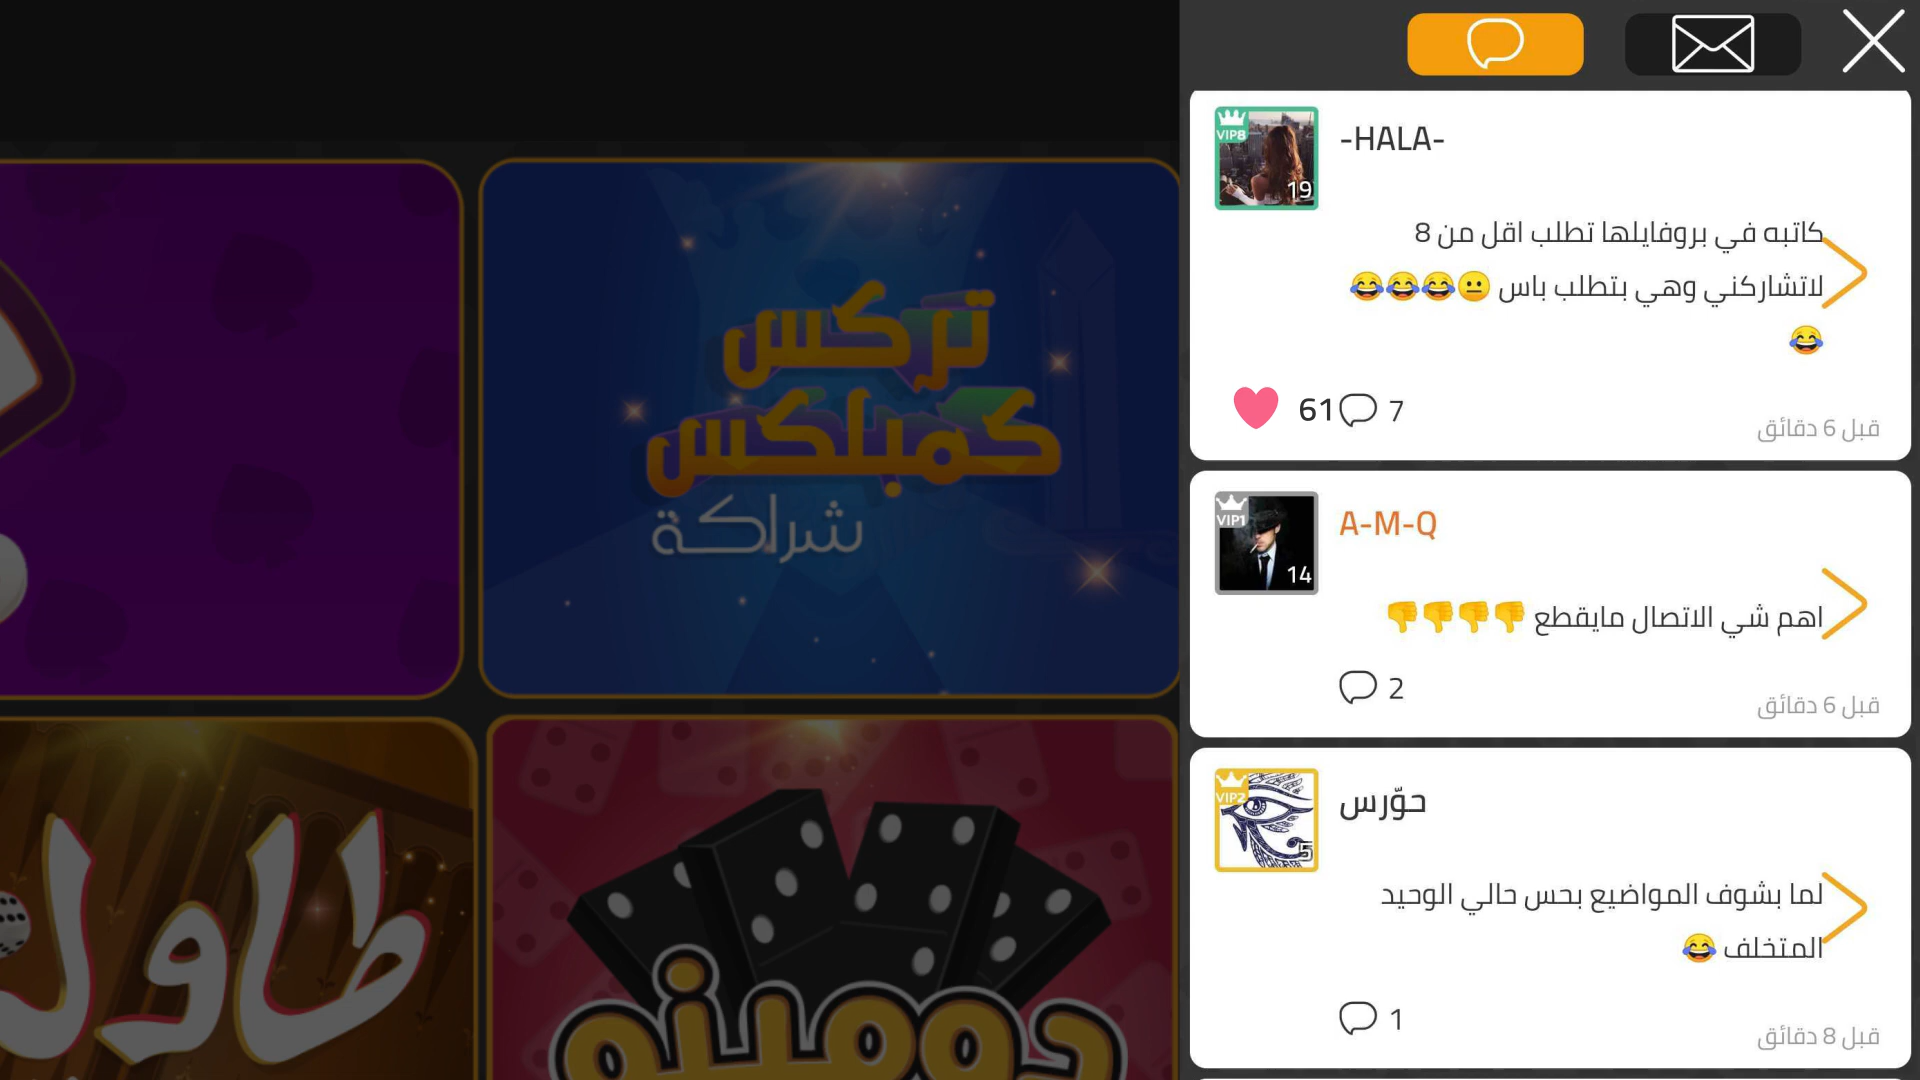 تركس
كمبلكس
شراكة
طاول
دومينو
VIP8
19
-HALA-
كاتبه في بروفايلها تطلب اقل من 8
لاتشاركني وهي بتطلب باس 😐😂😂😂
😂
61 7
قبل 6 دقائق
VIP1
14
A-M-Q
اهم شي الاتصال مايقطع 👎👎👎👎
2
قبل 6 دقائق
VIP2
5
حوّرس
لما بشوف المواضيع بحس حالي الوحيد
المتخلف 😂
1
قبل 8 دقائق